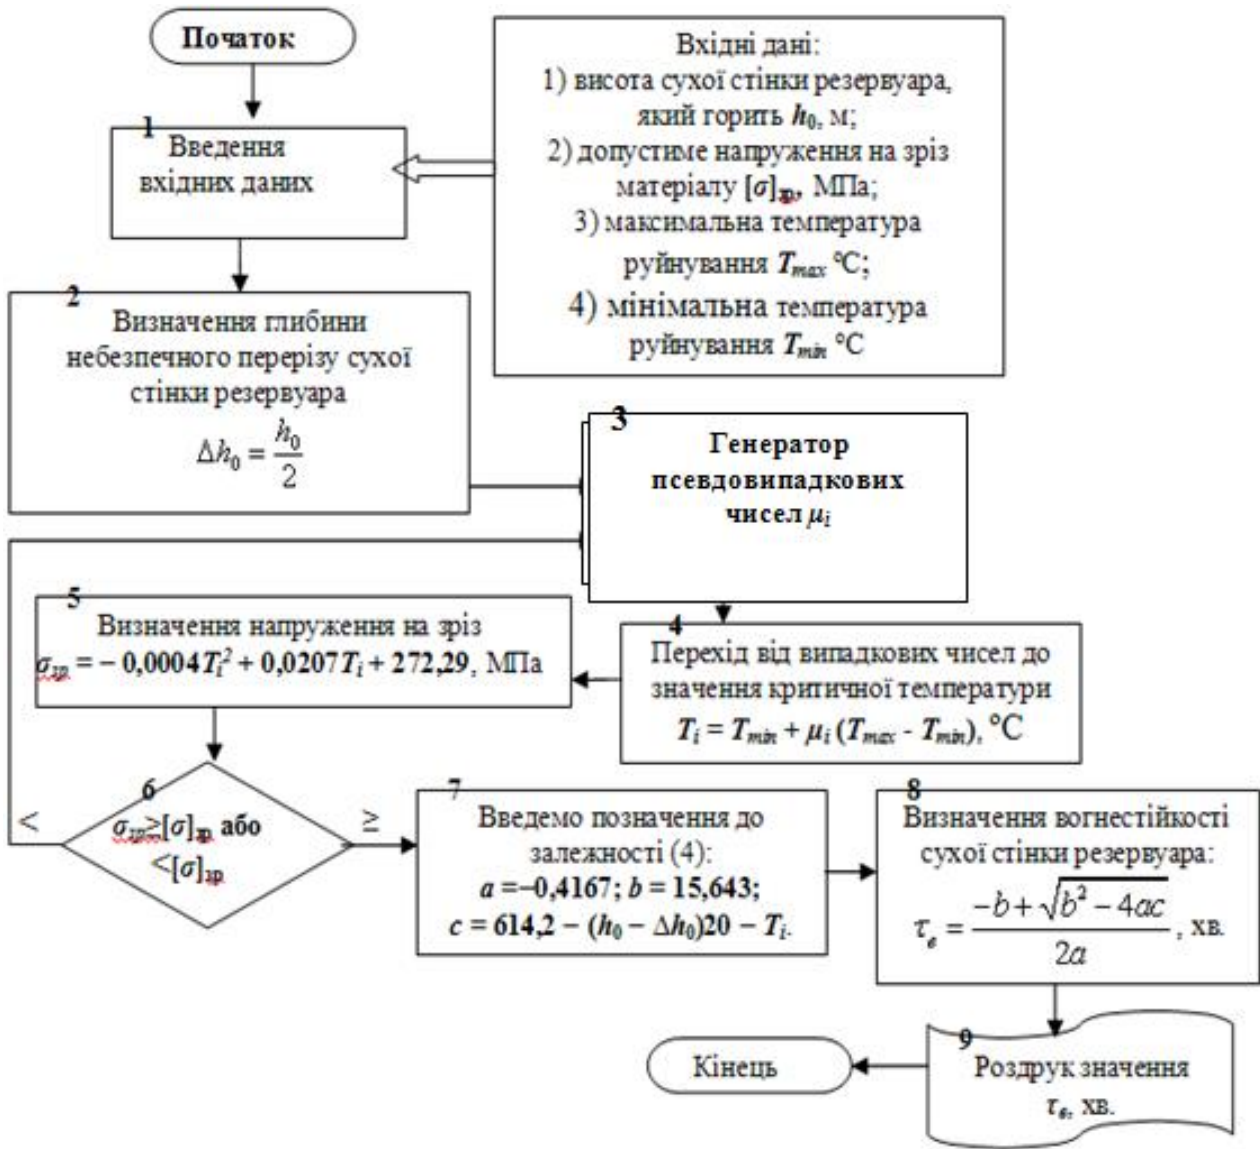 Початок
Вхідні дані:
1) висота сухої стінки резервуара,
який горить h₀, м;
2) допустиме напруження на зріз
матеріалу [σ]зр, МПа;
3) максимальна температура
руйнування Tmax °C;
4) мінімальна температура
руйнування Tmin °C
1
Введення
вхідних даних
2
Визначення глибини
небезпечного перерізу сухої
стінки резервуара
Δh₀ = h₀/2
3
Генератор
псевдовипадкових
чисел μi
4
Перехід від випадкових чисел до
значення критичної температури
Ti = Tmin + μi (Tmax - Tmin), °C
5
Визначення напруження на зріз
σзр = − 0,0004Ti² + 0,0207Ti + 272,29, МПа
6
σзр≥[σ]зр або
<[σ]зр
<
≥
7
Введемо позначення до
залежності (4):
a =−0,4167; b = 15,643;
c = 614,2 − (h₀ − Δh₀)20 − Ti.
8
Визначення вогнестійкості
сухої стінки резервуара:
τв = (−b + √(b² − 4ac))/2a, хв.
9
Роздрук значення
τв, хв.
Кінець